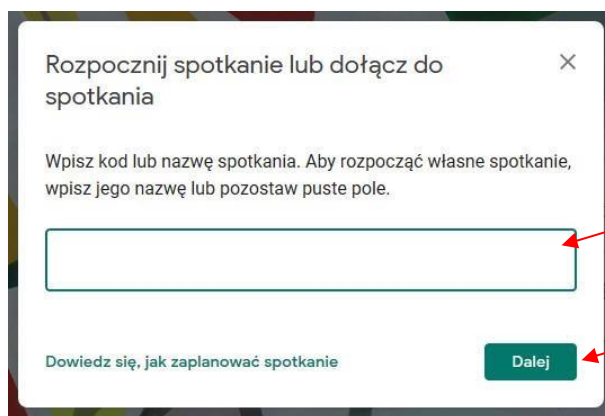 Rozpocznij spotkanie lub dołącz do
spotkania
Wpisz kod lub nazwę spotkania. Aby rozpocząć własne spotkanie,
wpisz jego nazwę lub pozostaw puste pole.
Dowiedz się, jak zaplanować spotkanie
Dalej